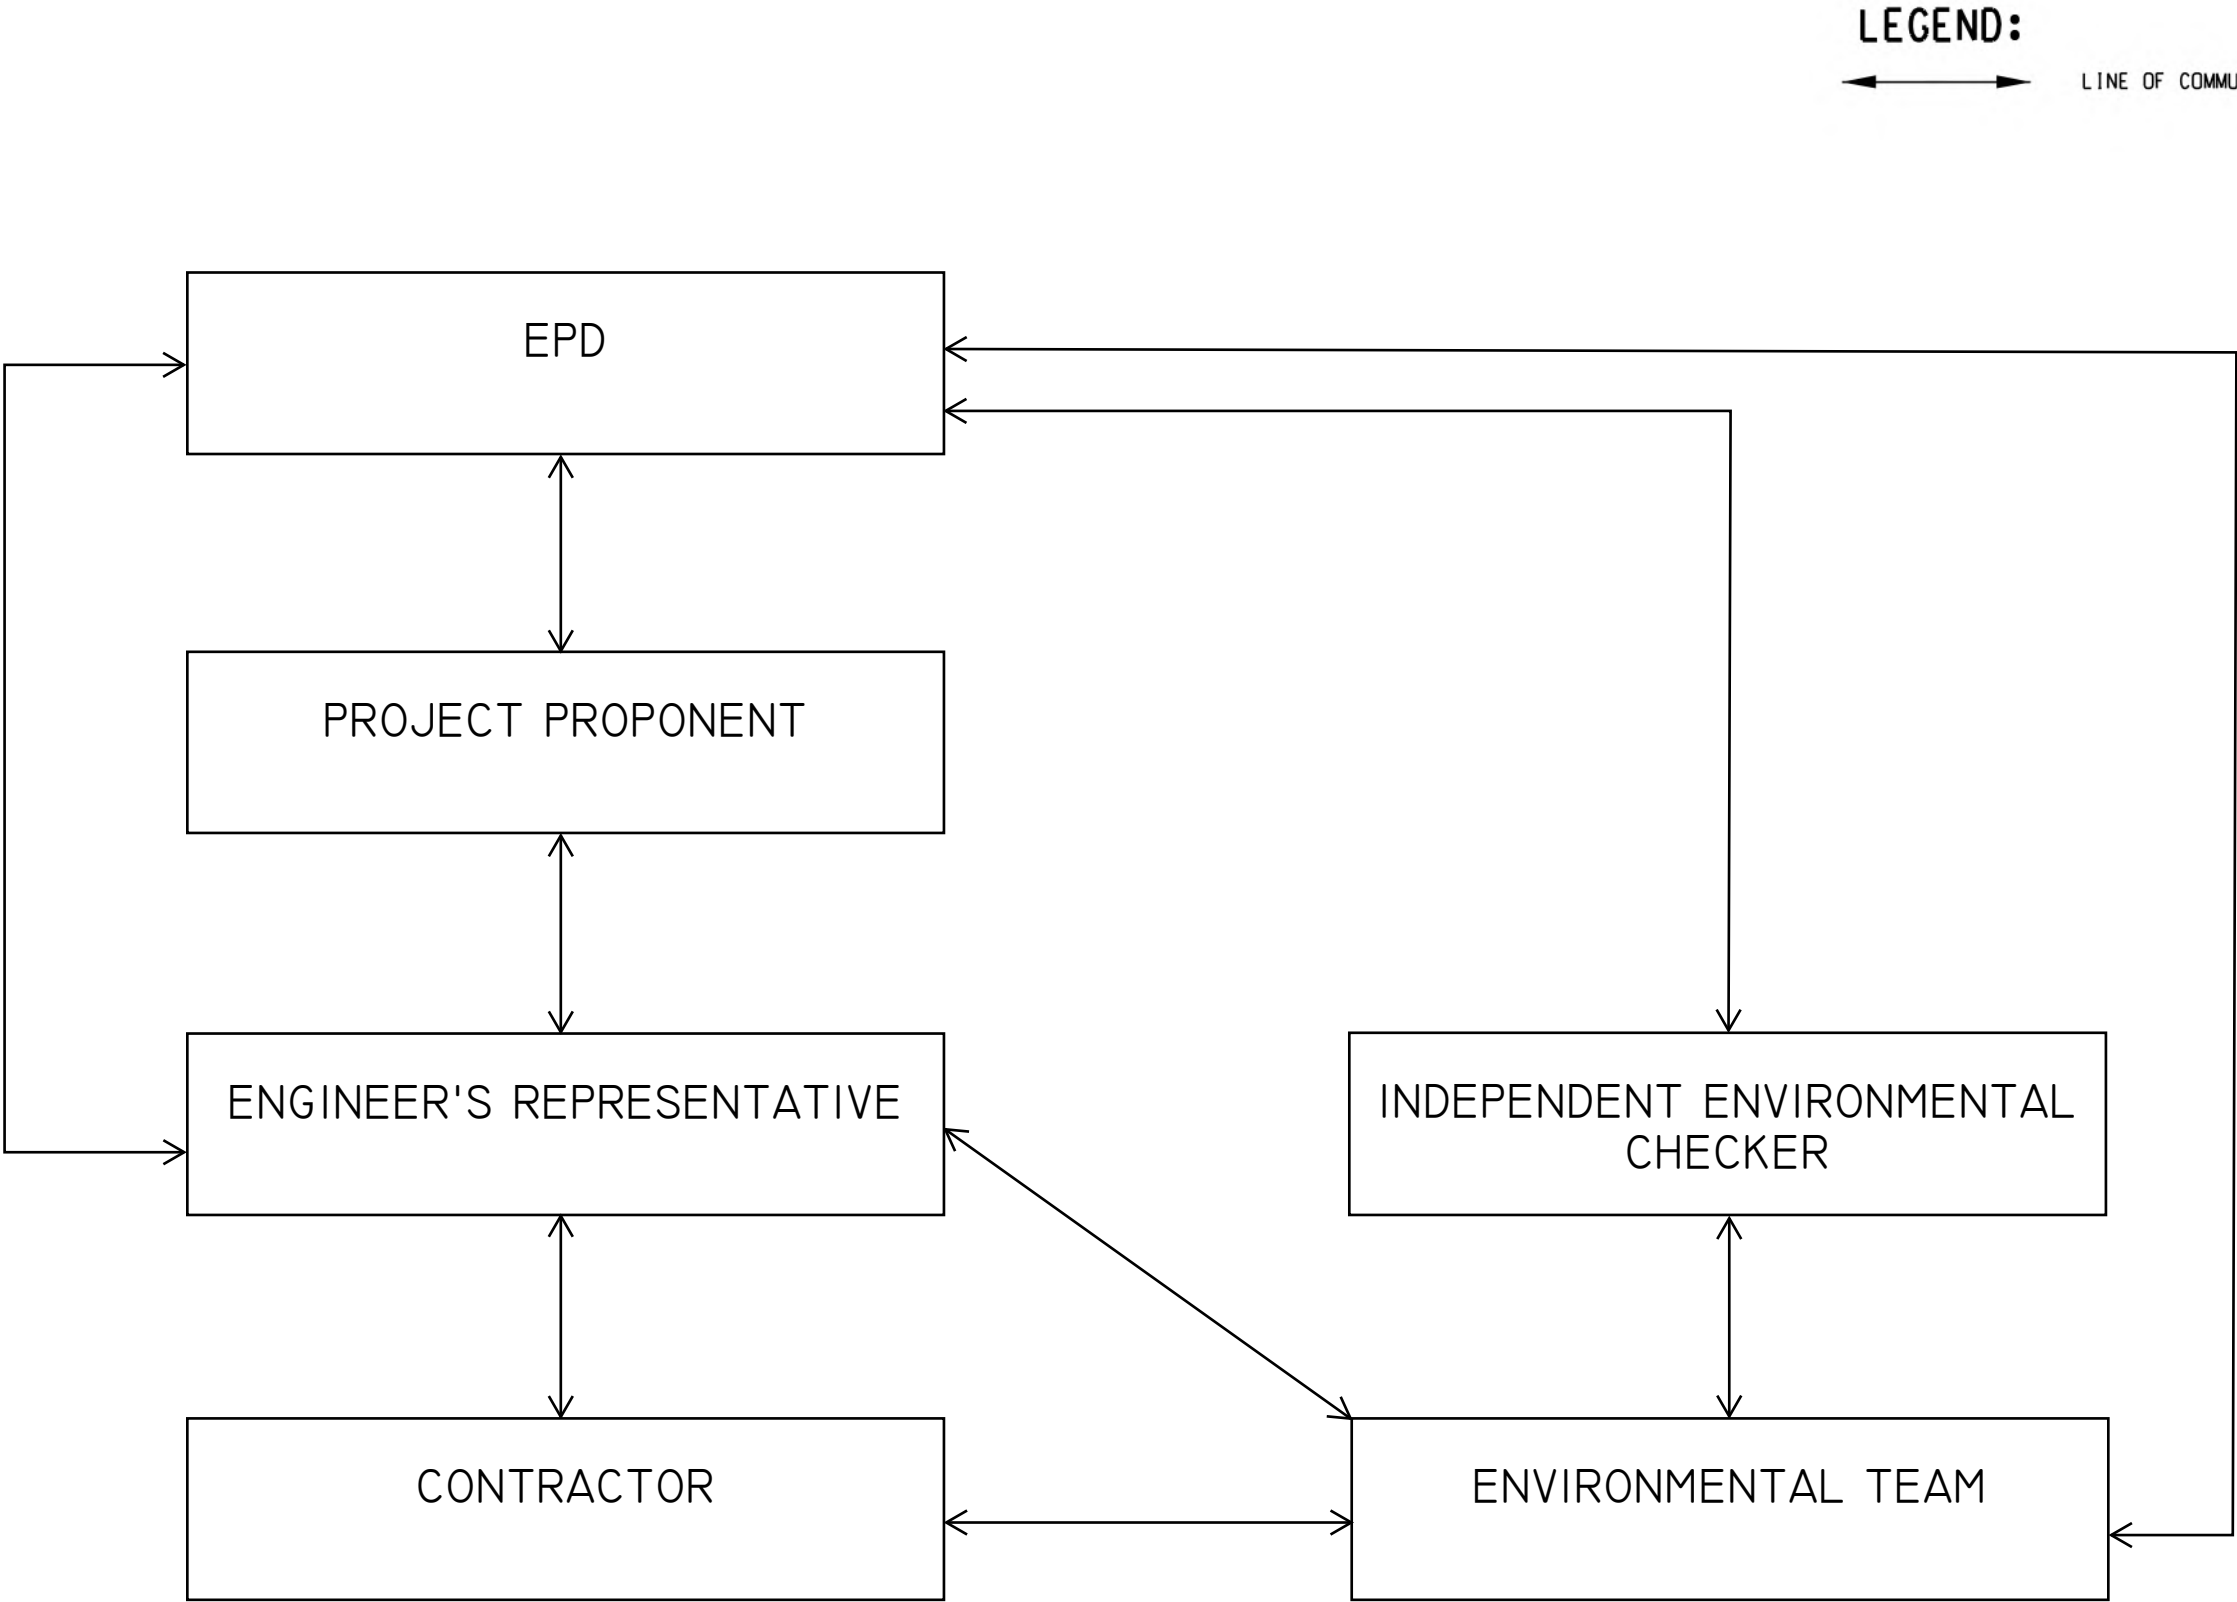 LEGEND:
LINE OF COMMU
EPD
PROJECT PROPONENT
ENGINEER'S REPRESENTATIVE
INDEPENDENT ENVIRONMENTAL
CHECKER
CONTRACTOR
ENVIRONMENTAL TEAM